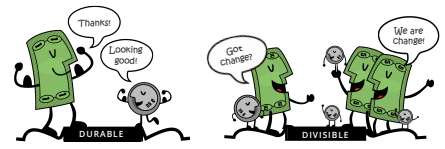 Thanks!
Looking
good!
DURABLE
Got
change?
We are
change!
DIVISIBLE